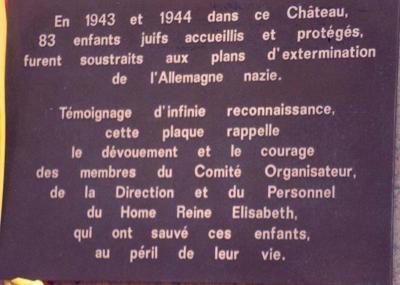 En 1943 et 1944 dans ce Château,
83 enfants juifs accueillis et protégés,
furent soustraits aux plans d'extermination
de l'Allemagne nazie.
Témoignage d'infinie reconnaissance,
cette plaque rappelle
le dévouement et le courage
des membres du Comité Organisateur,
de la Direction et du Personnel
du Home Reine Elisabeth,
qui ont sauvé ces enfants,
au péril de leur vie.